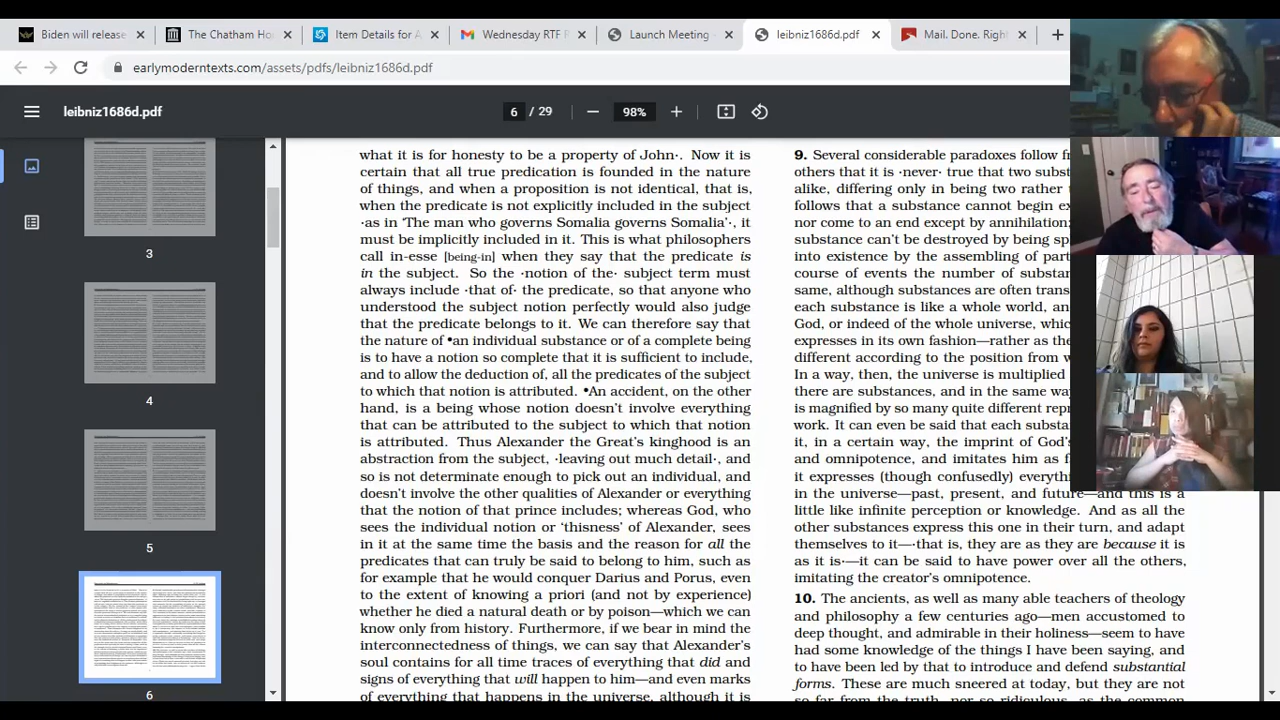 Biden will release
The Chatham Ho
Item Details for A
Wednesday RTF F
Launch Meeting -
leibniz1686d.pdf
Mail. Done. Righ
earlymoderntexts.com/assets/pdfs/leibniz1686d.pdf
leibniz1686d.pdf
6 / 29
98%
3
4
5
6
what it is for honesty to be a property of John·. Now it is
certain that all true predication is founded in the nature
of things, and when a proposition is not identical, that is,
when the predicate is not explicitly included in the subject
·as in 'The man who governs Somalia governs Somalia'·, it
must be implicitly included in it. This is what philosophers
call in-esse [being-in] when they say that the predicate is
in the subject. So the ·notion of the· subject term must
always include ·that of· the predicate, so that anyone who
understood the subject notion perfectly would also judge
that the predicate belongs to it. We can therefore say that
the nature of •an individual substance or of a complete being
is to have a notion so complete that it is sufficient to include,
and to allow the deduction of, all the predicates of the subject
to which that notion is attributed. •An accident, on the other
hand, is a being whose notion doesn't involve everything
that can be attributed to the subject to which that notion
is attributed. Thus Alexander the Great's kinghood is an
abstraction from the subject, ·leaving out much detail·, and
so is not determinate enough to pick out an individual, and
doesn't involve the other qualities of Alexander or everything
that the notion of that prince includes; whereas God, who
sees the individual notion or 'thisness' of Alexander, sees
in it at the same time the basis and the reason for all the
predicates that can truly be said to belong to him, such as
for example that he would conquer Darius and Porus, even
to the extent of knowing a priori (and not by experience)
whether he died a natural death or by poison—which we can
know only from history. Furthermore, if we bear in mind the
interconnectedness of things, we can say that Alexander's
soul contains for all time traces of everything that did and
signs of everything that will happen to him—and even marks
of everything that happens in the universe, although it is
9. Several considerable paradoxes follow fr
others that it is ·never· true that two subst
alike, differing only in being two rather
follows that a substance cannot begin ex
nor come to an end except by annihilation;
substance can't be destroyed by being sp
into existence by the assembling of part
course of events the number of substan
same, although substances are often trans
each substance is like a whole world, an
God, or indeed of the whole universe, whic
expresses in its own fashion—rather as the
different according to the position from w
In a way, then, the universe is multiplied
there are substances, and in the same way
is magnified by so many quite different repr
work. It can even be said that each substa
it, in a certain way, the imprint of God's
and omnipotence, and imitates him as f
it expresses (though confusedly) everyth
in the universe—past, present, and future—and this is a
little like infinite perception or knowledge. And as all the
other substances express this one in their turn, and adapt
themselves to it—·that is, they are as they are because it is
as it is·—it can be said to have power over all the others,
imitating the creator's omnipotence.
10. The ancients, as well as many able teachers of theology
and philosophy a few centuries ago—men accustomed to
deep thought, and admirable in their holiness—seem to have
had some knowledge of the things I have been saying, and
to have been led by that to introduce and defend substantial
forms. These are much sneered at today, but they are not
so far from the truth, nor so ridiculous, as the common